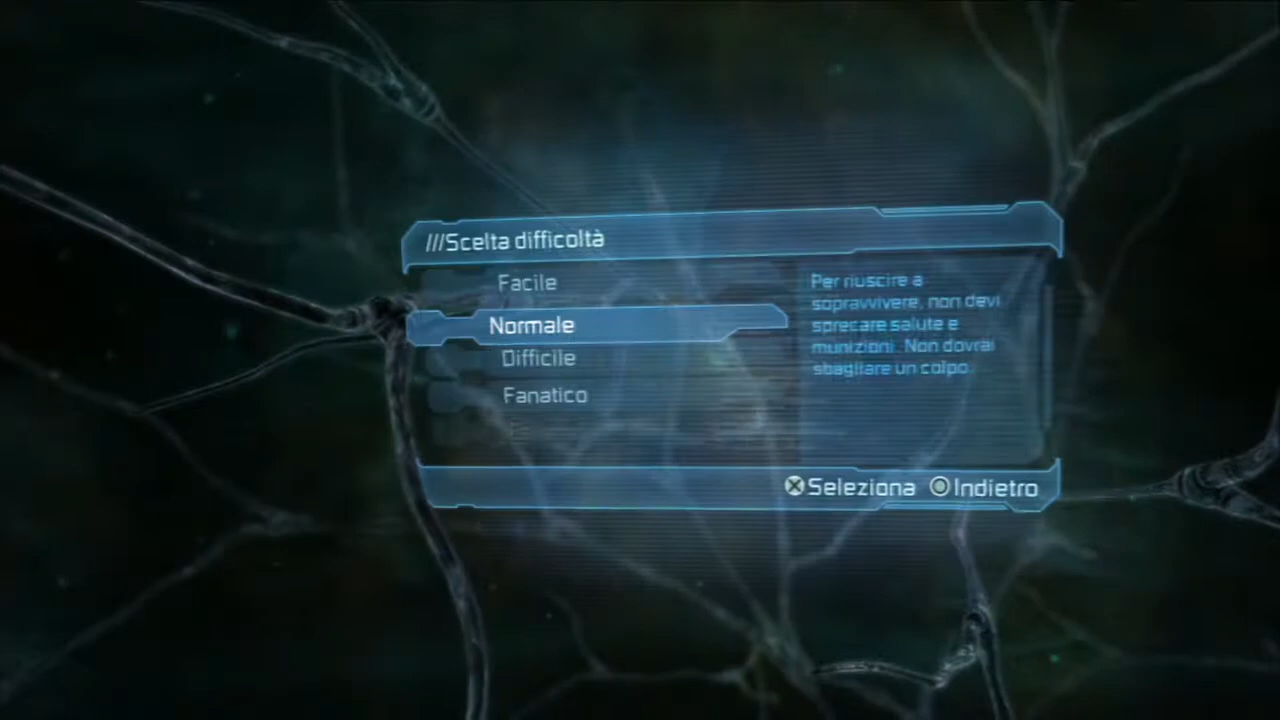 ///Scelta difficoltà
Facile
Normale
Difficile
Fanatico
Per riuscire a
sopravvivere, non devi
sprecare salute e
munizioni. Non dovrai
sbagliare un colpo.
Seleziona Indietro